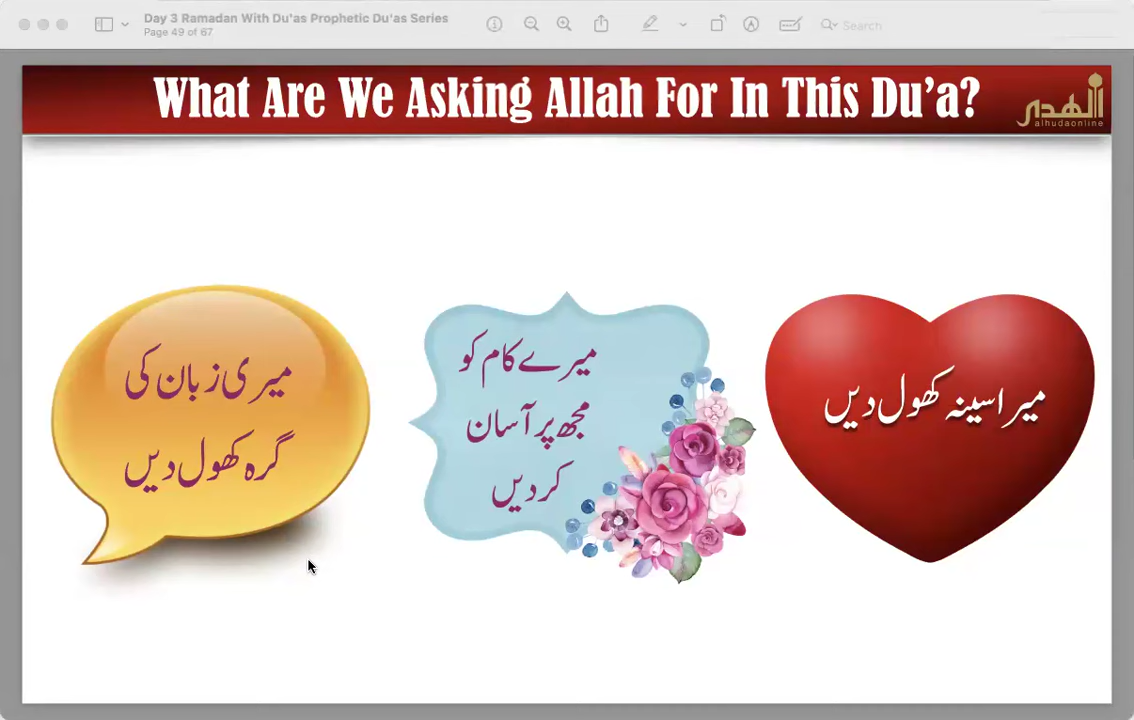 Day 3 Ramadan With Du'as Prophetic Du'as Series
Page 49 of 67
Search
What Are We Asking Allah For In This Du'a?
الهدى
alhudaonline
میرا سینہ کھول دیں
میرے کام کو
مجھ پر آسان
کر دیں
میری زبان کی
گرہ کھول دیں